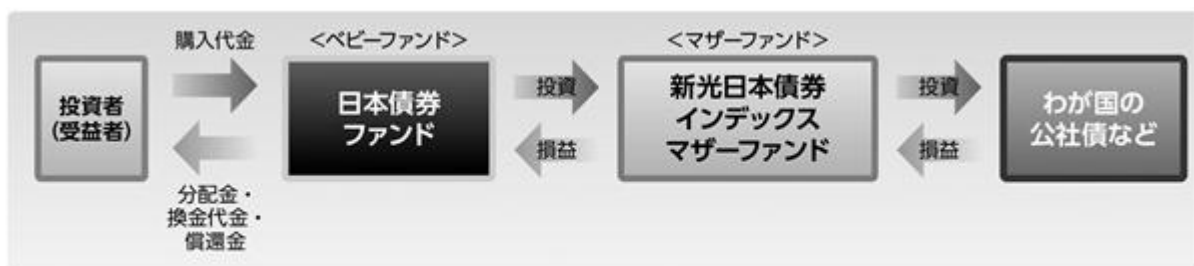 購入代金
<ベビーファンド>
<マザーファンド>
投資者
(受益者)
日本債券
ファンド
投資
損益
新光日本債券
インデックス
マザーファンド
投資
損益
わが国の
公社債など
分配金・
換金代金・
償還金